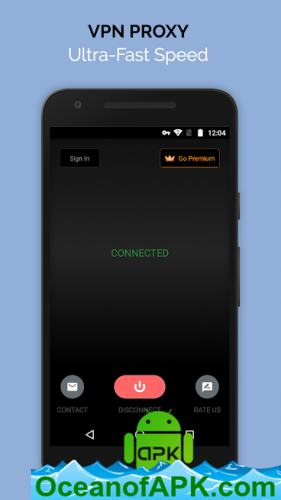 VPN PROXY
Ultra-Fast Speed
12:04
Sign In
Go Premium
CONNECTED
CONTACT
DISCONNECT
RATE US
apk
OceanofAPK.com